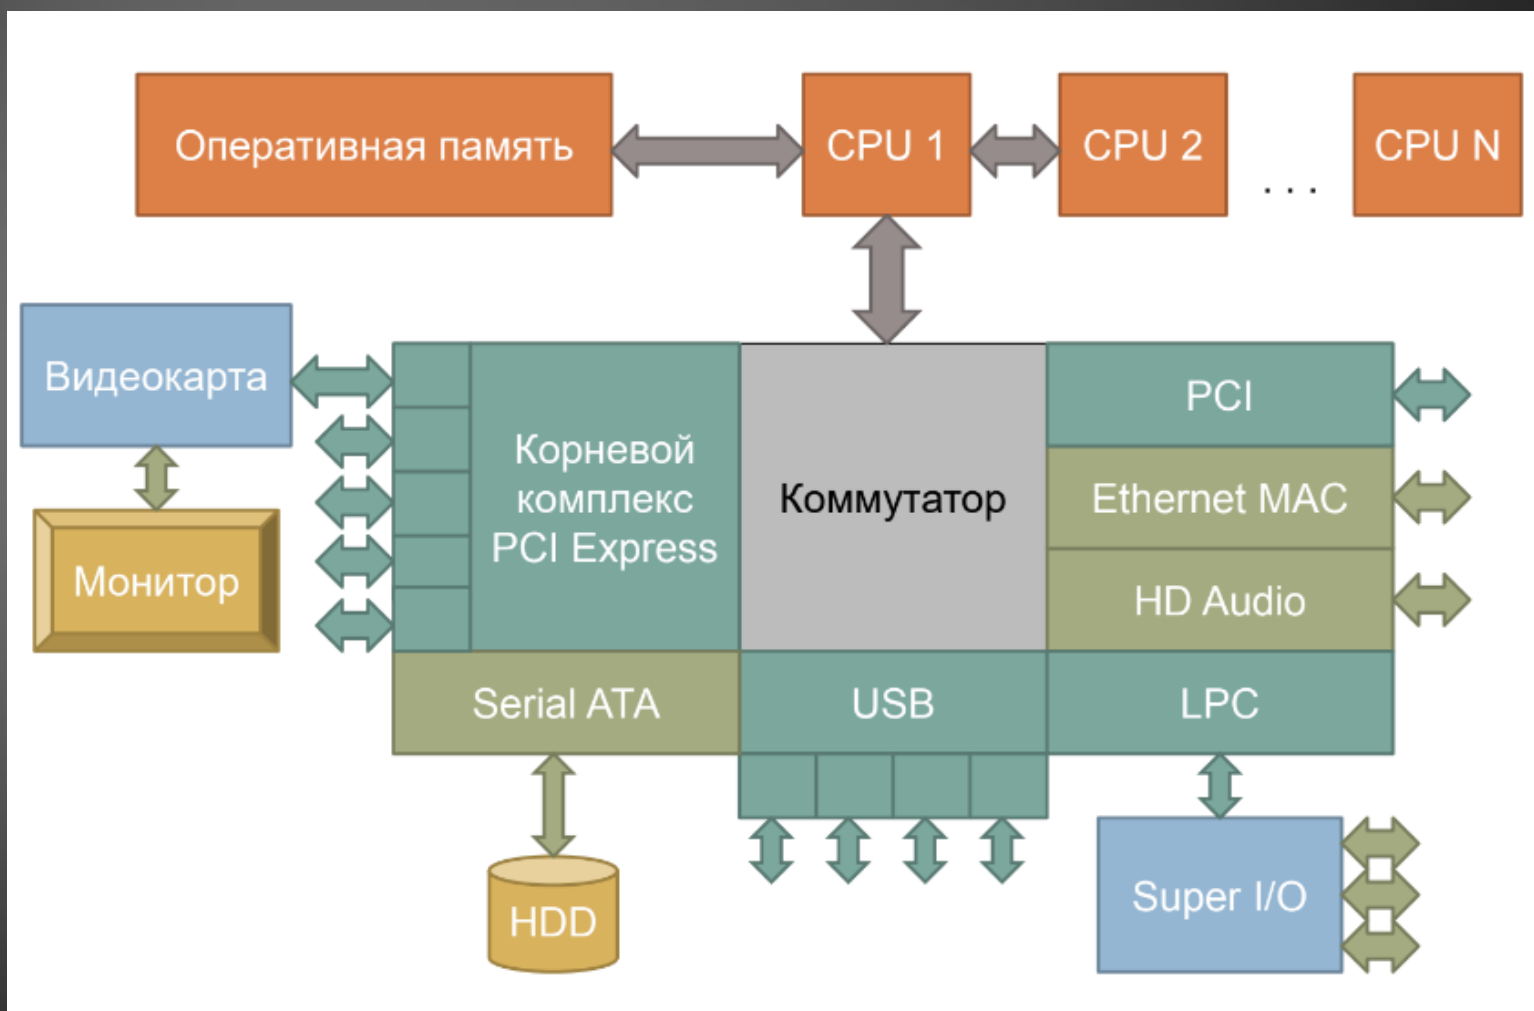 Оперативная память
CPU 1
CPU 2
. . .
CPU N
Видеокарта
Монитор
Корневой
комплекс
PCI Express
Коммутатор
PCI
Ethernet MAC
HD Audio
Serial ATA
USB
LPC
HDD
Super I/O